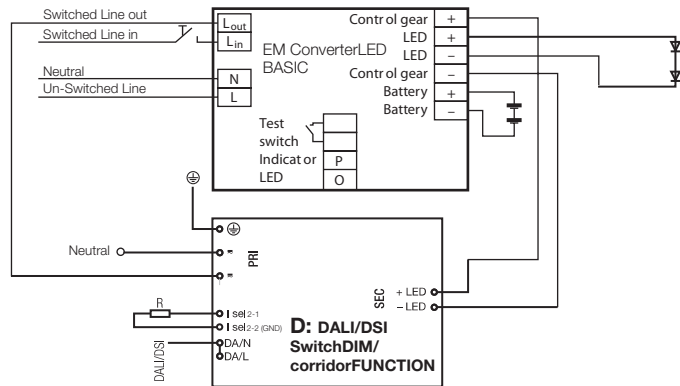 Switched Line out
Switched Line in
Neutral
Un-Switched Line
Lout
Lin
N
L
EM ConverterLED
BASIC
Control gear +
LED +
LED –
Control gear –
Battery +
Battery –
Test
switch
Indicator P
LED O
Neutral
PRI
SEC
+ LED
– LED
R
I sel 2-1
I sel 2-2 (GND)
DALI/DSI
DA/N
DA/L
D: DALI/DSI
SwitchDIM/
corridorFUNCTION